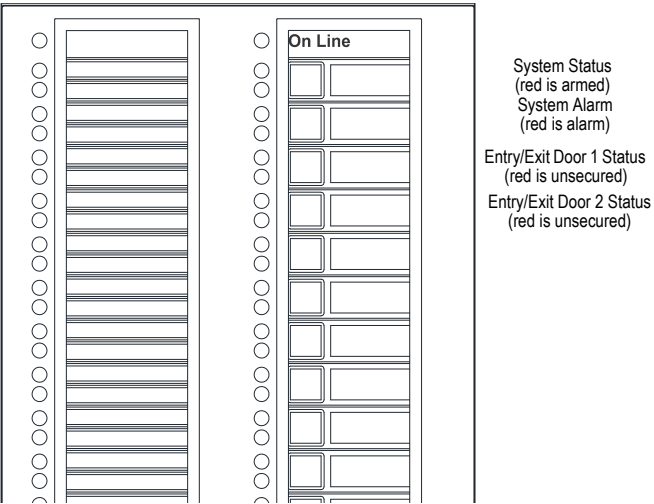 On Line
System Status
(red is armed)
System Alarm
(red is alarm)
Entry/Exit Door 1 Status
(red is unsecured)
Entry/Exit Door 2 Status
(red is unsecured)